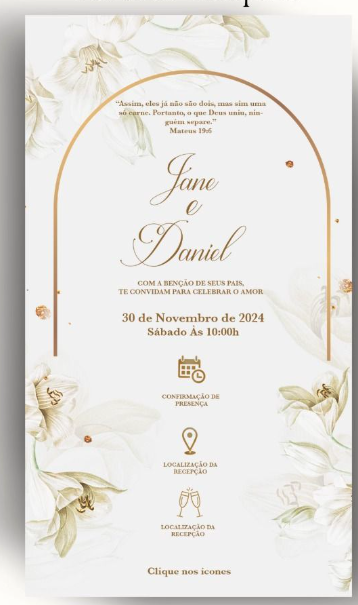 “Assim, eles já não são dois, mas sim uma
só carne. Portanto, o que Deus uniu, nin-
guém separe.”
Mateus 19:6
Jane
e
Daniel
COM A BENÇÃO DE SEUS PAIS,
TE CONVIDAM PARA CELEBRAR O AMOR
30 de Novembro de 2024
Sábado Às 10:00h
CONFIRMAÇÃO DE
PRESENÇA
LOCALIZAÇÃO DA
RECEPÇÃO
LOCALIZAÇÃO DA
RECEPÇÃO
Clique nos ícones